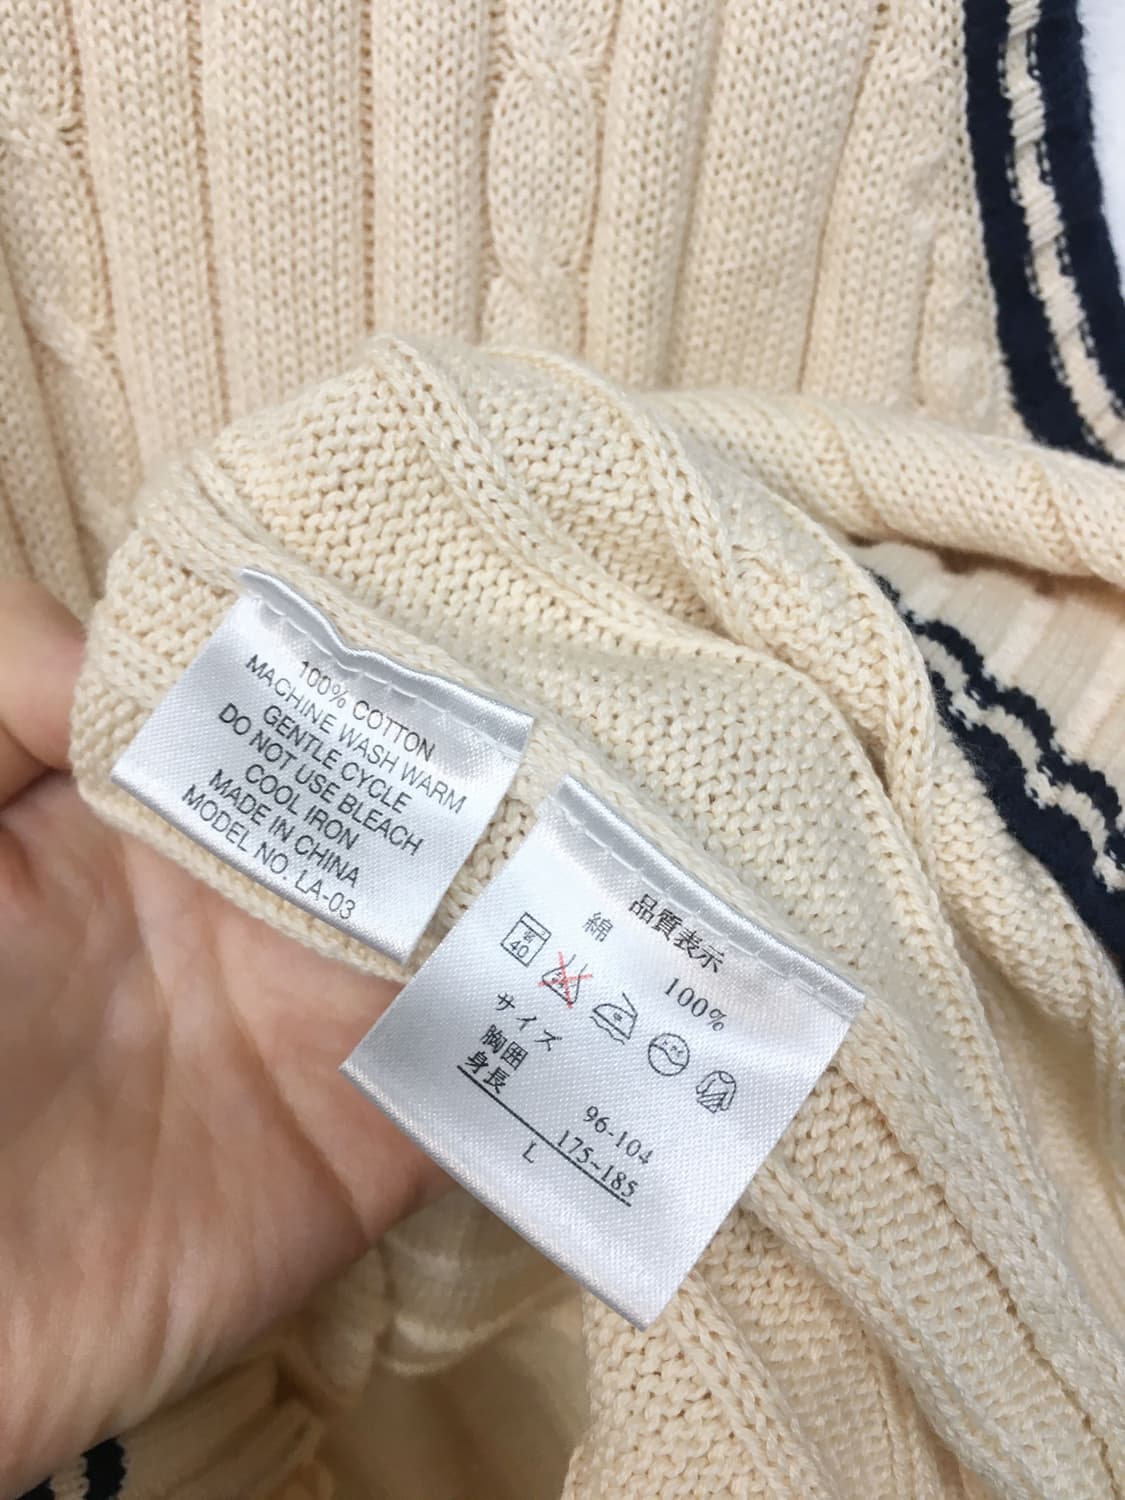 100% COTTON
MACHINE WASH WARM
GENTLE CYCLE
DO NOT USE BLEACH
COOL IRON
MADE IN CHINA
MODEL NO. LA-03
品質表示
綿 100%
40
サイズ
胸囲 96-104
身長 175~185
L